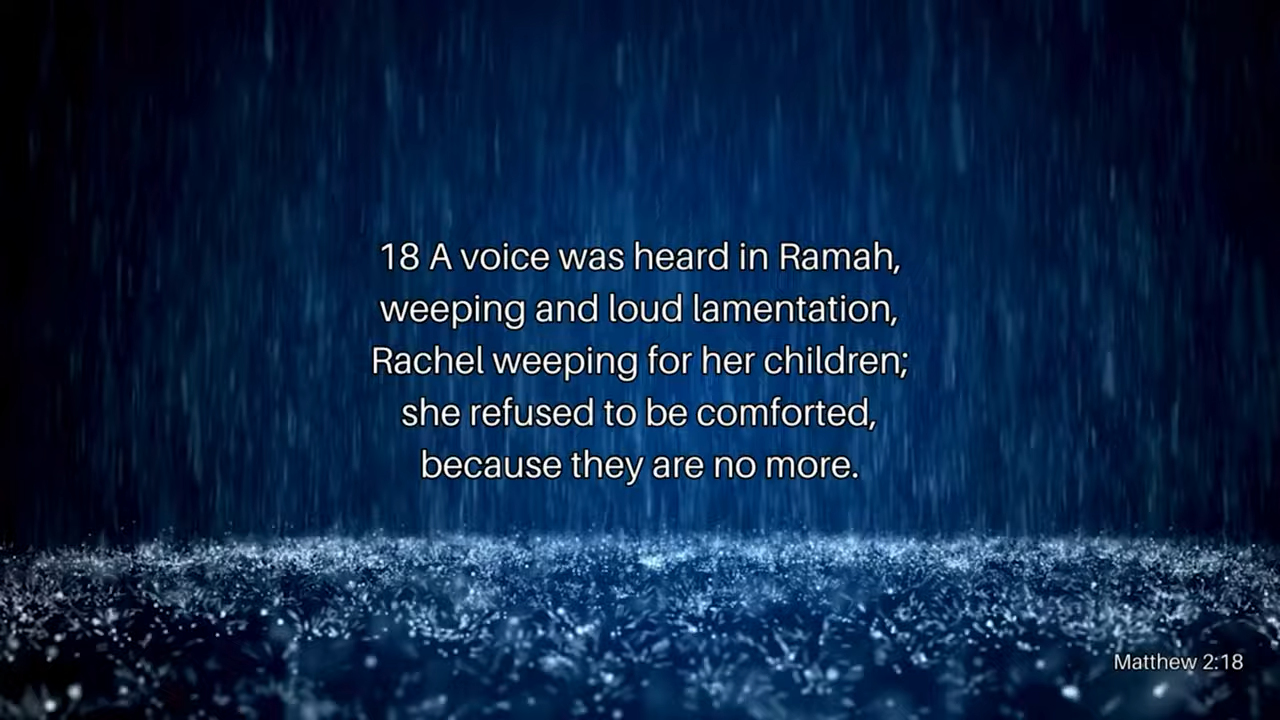 18 A voice was heard in Ramah,
weeping and loud lamentation,
Rachel weeping for her children;
she refused to be comforted,
because they are no more.
Matthew 2:18